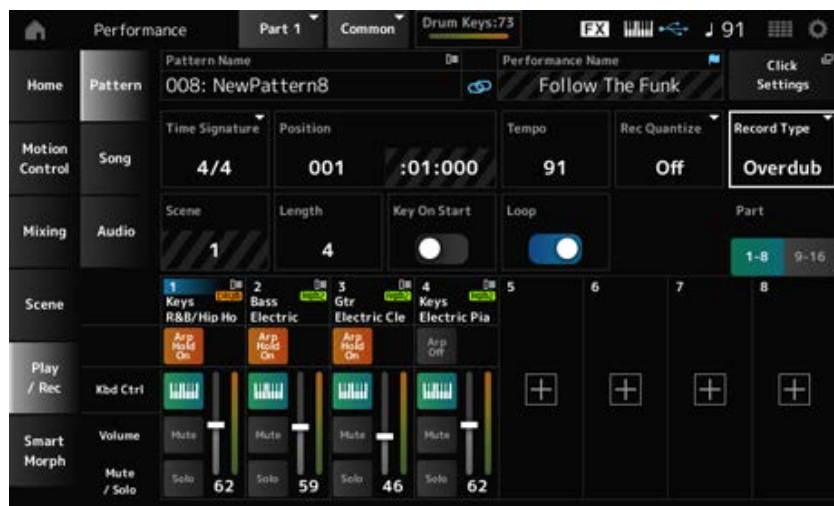 Performance
Part 1
Common
Drum Keys:73
FX
91
Home
Pattern
Pattern Name
008: NewPattern8
Performance Name
Follow The Funk
Click
Settings
Motion
Control
Song
Time Signature
4/4
Position
001 :01:000
Tempo
91
Rec Quantize
Off
Record Type
Overdub
Mixing
Audio
Scene
1
Length
4
Key On Start
Loop
Part
1-8 9-16
Scene
1
Keys
Drum
R&B/Hip Ho
2
Bass
Electric
3
Gtr
Electric Cle
4
Keys
Electric Pia
5
6
7
8
Arp
Hold
On
Arp
Hold
On
Arp
Hold
On
Arp
Off
Play
/ Rec
Kbd Ctrl
Smart
Morph
Volume
Mute
Mute
Mute
Mute
Mute
/ Solo
Solo
62
Solo
59
Solo
46
Solo
62